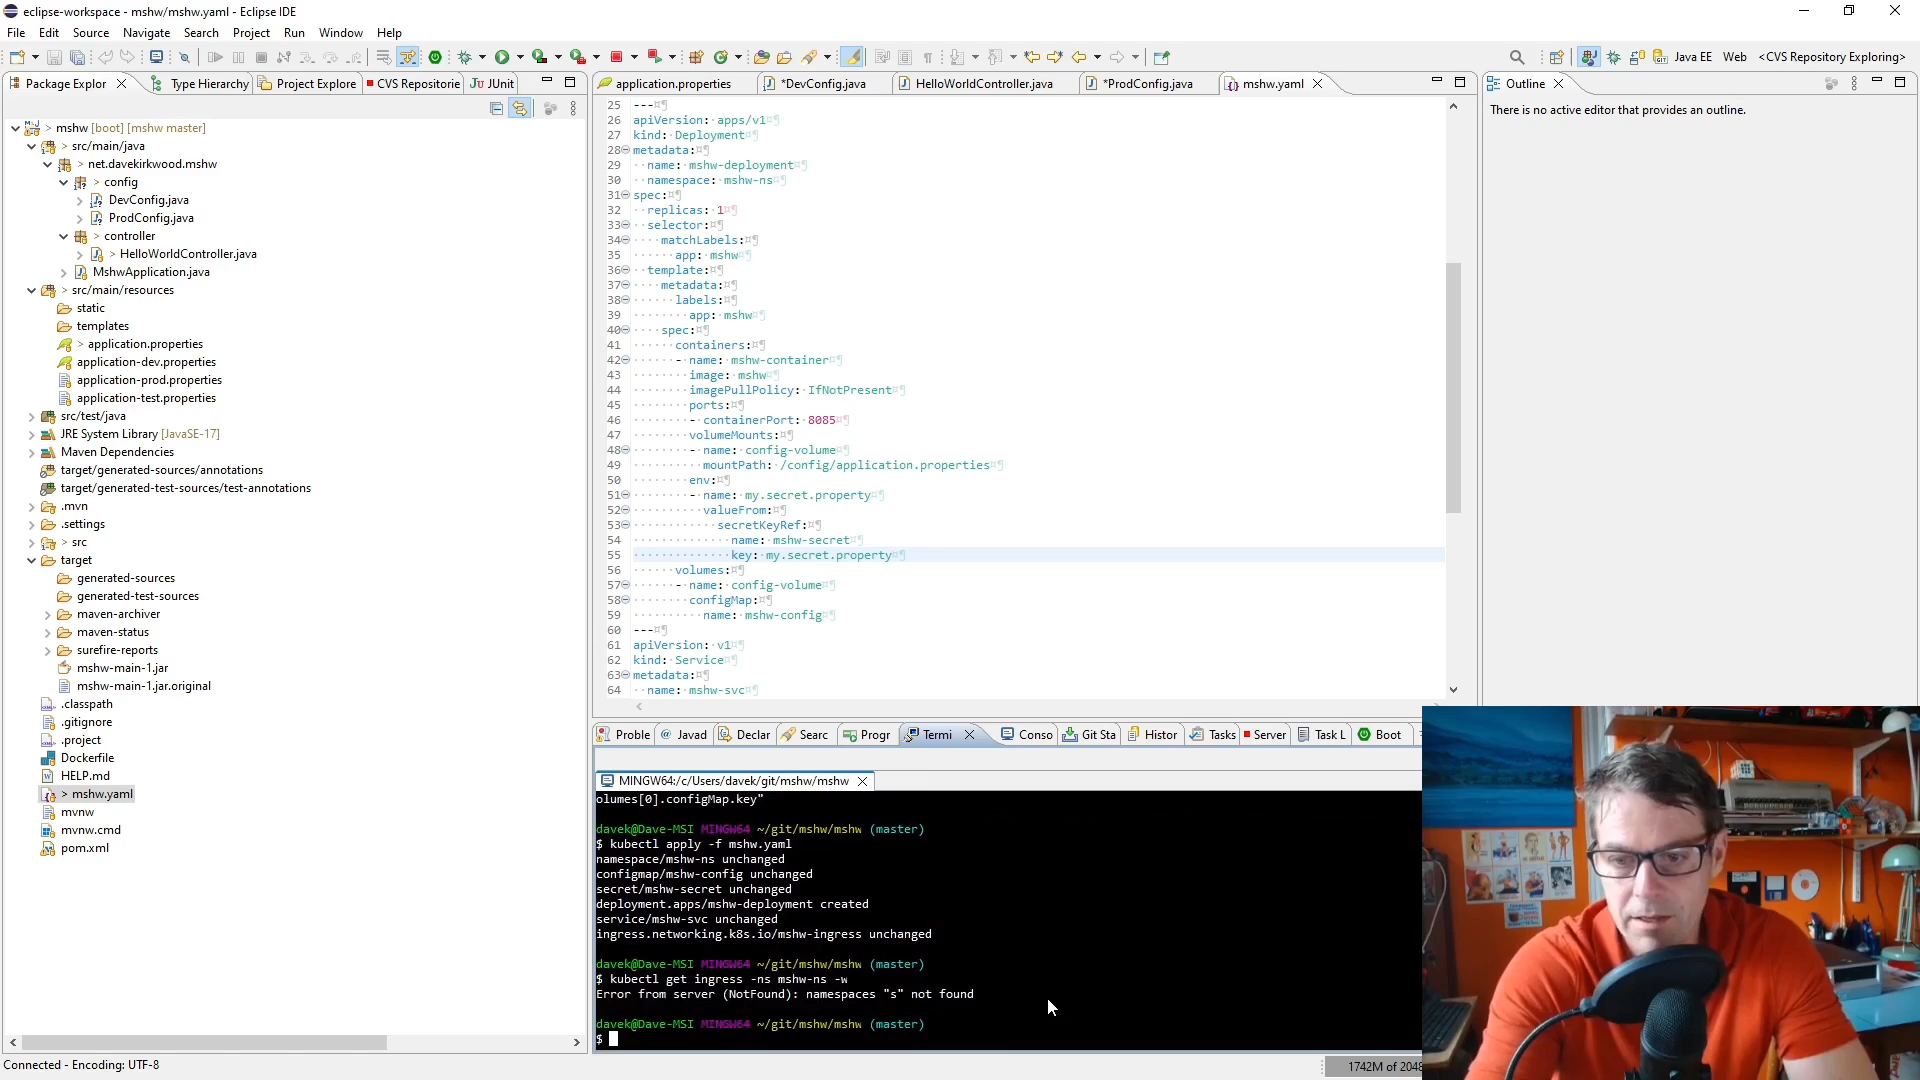 eclipse-workspace - mshw/mshw.yaml - Eclipse IDE
File Edit Source Navigate Search Project Run Window Help
Java EE Web <CVS Repository Exploring>
Package Explor Type Hierarchy Project Explore CVS Repositorie JUnit
mshw [boot] [mshw master]
> src/main/java
> net.davekirkwood.mshw
> config
DevConfig.java
ProdConfig.java
> controller
> HelloWorldController.java
MshwApplication.java
> src/main/resources
static
templates
> application.properties
application-dev.properties
application-prod.properties
application-test.properties
src/test/java
JRE System Library [JavaSE-17]
Maven Dependencies
target/generated-sources/annotations
target/generated-test-sources/test-annotations
.mvn
.settings
> src
target
generated-sources
generated-test-sources
maven-archiver
maven-status
surefire-reports
mshw-main-1.jar
mshw-main-1.jar.original
.classpath
.gitignore
.project
Dockerfile
HELP.md
> mshw.yaml
mvnw
mvnw.cmd
pom.xml
application.properties *DevConfig.java HelloWorldController.java *ProdConfig.java mshw.yaml
25 ---
26 apiVersion: apps/v1
27 kind: Deployment
28 metadata:
29 name: mshw-deployment
30 namespace: mshw-ns
31 spec:
32 replicas: 1
33 selector:
34 matchLabels:
35 app: mshw
36 template:
37 metadata:
38 labels:
39 app: mshw
40 spec:
41 containers:
42 - name: mshw-container
43 image: mshw
44 imagePullPolicy: IfNotPresent
45 ports:
46 - containerPort: 8085
47 volumeMounts:
48 - name: config-volume
49 mountPath: /config/application.properties
50 env:
51 - name: my.secret.property
52 valueFrom:
53 secretKeyRef:
54 name: mshw-secret
55 key: my.secret.property
56 volumes:
57 - name: config-volume
58 configMap:
59 name: mshw-config
60 ---
61 apiVersion: v1
62 kind: Service
63 metadata:
64 name: mshw-svc
Outline
There is no active editor that provides an outline.
Proble Javad Declar Searc Progr Termi Conso Git Sta Histor Tasks Server Task L Boot
MINGW64:/c/Users/davek/git/mshw/mshw
olumes[0].configMap.key"
davek@Dave-MSI MINGW64 ~/git/mshw/mshw (master)
$ kubectl apply -f mshw.yaml
namespace/mshw-ns unchanged
configmap/mshw-config unchanged
secret/mshw-secret unchanged
deployment.apps/mshw-deployment created
service/mshw-svc unchanged
ingress.networking.k8s.io/mshw-ingress unchanged
davek@Dave-MSI MINGW64 ~/git/mshw/mshw (master)
$ kubectl get ingress -ns mshw-ns -w
Error from server (NotFound): namespaces "s" not found
davek@Dave-MSI MINGW64 ~/git/mshw/mshw (master)
$
Connected - Encoding: UTF-8
1742M of 2048